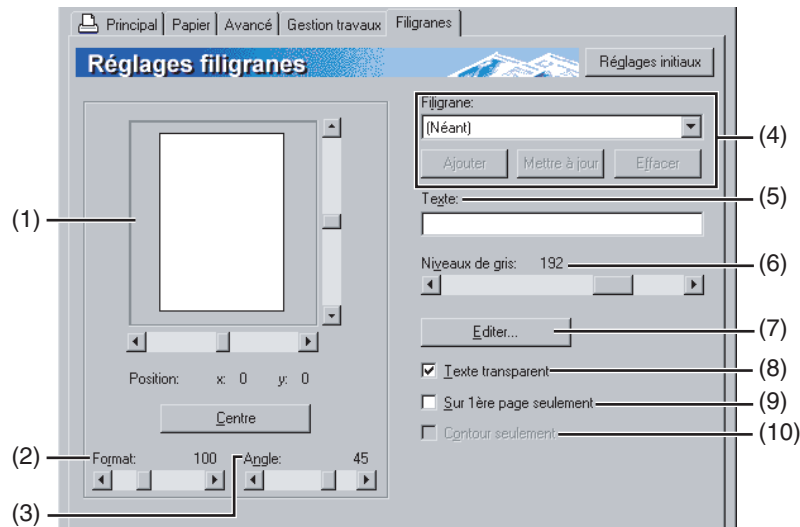 Principal Papier Avancé Gestion travaux Filigranes
Réglages filigranes
Réglages initiaux
Filigrane:
(Néant)
(4)
Ajouter Mettre à jour Effacer
Texte:
(5)
(1)
Niveaux de gris: 192
(6)
Editer...
(7)
Position: x: 0 y: 0
Texte transparent
(8)
Centre
Sur 1ère page seulement
(9)
Contour seulement
(10)
(2)
Format: 100 Angle: 45
(3)